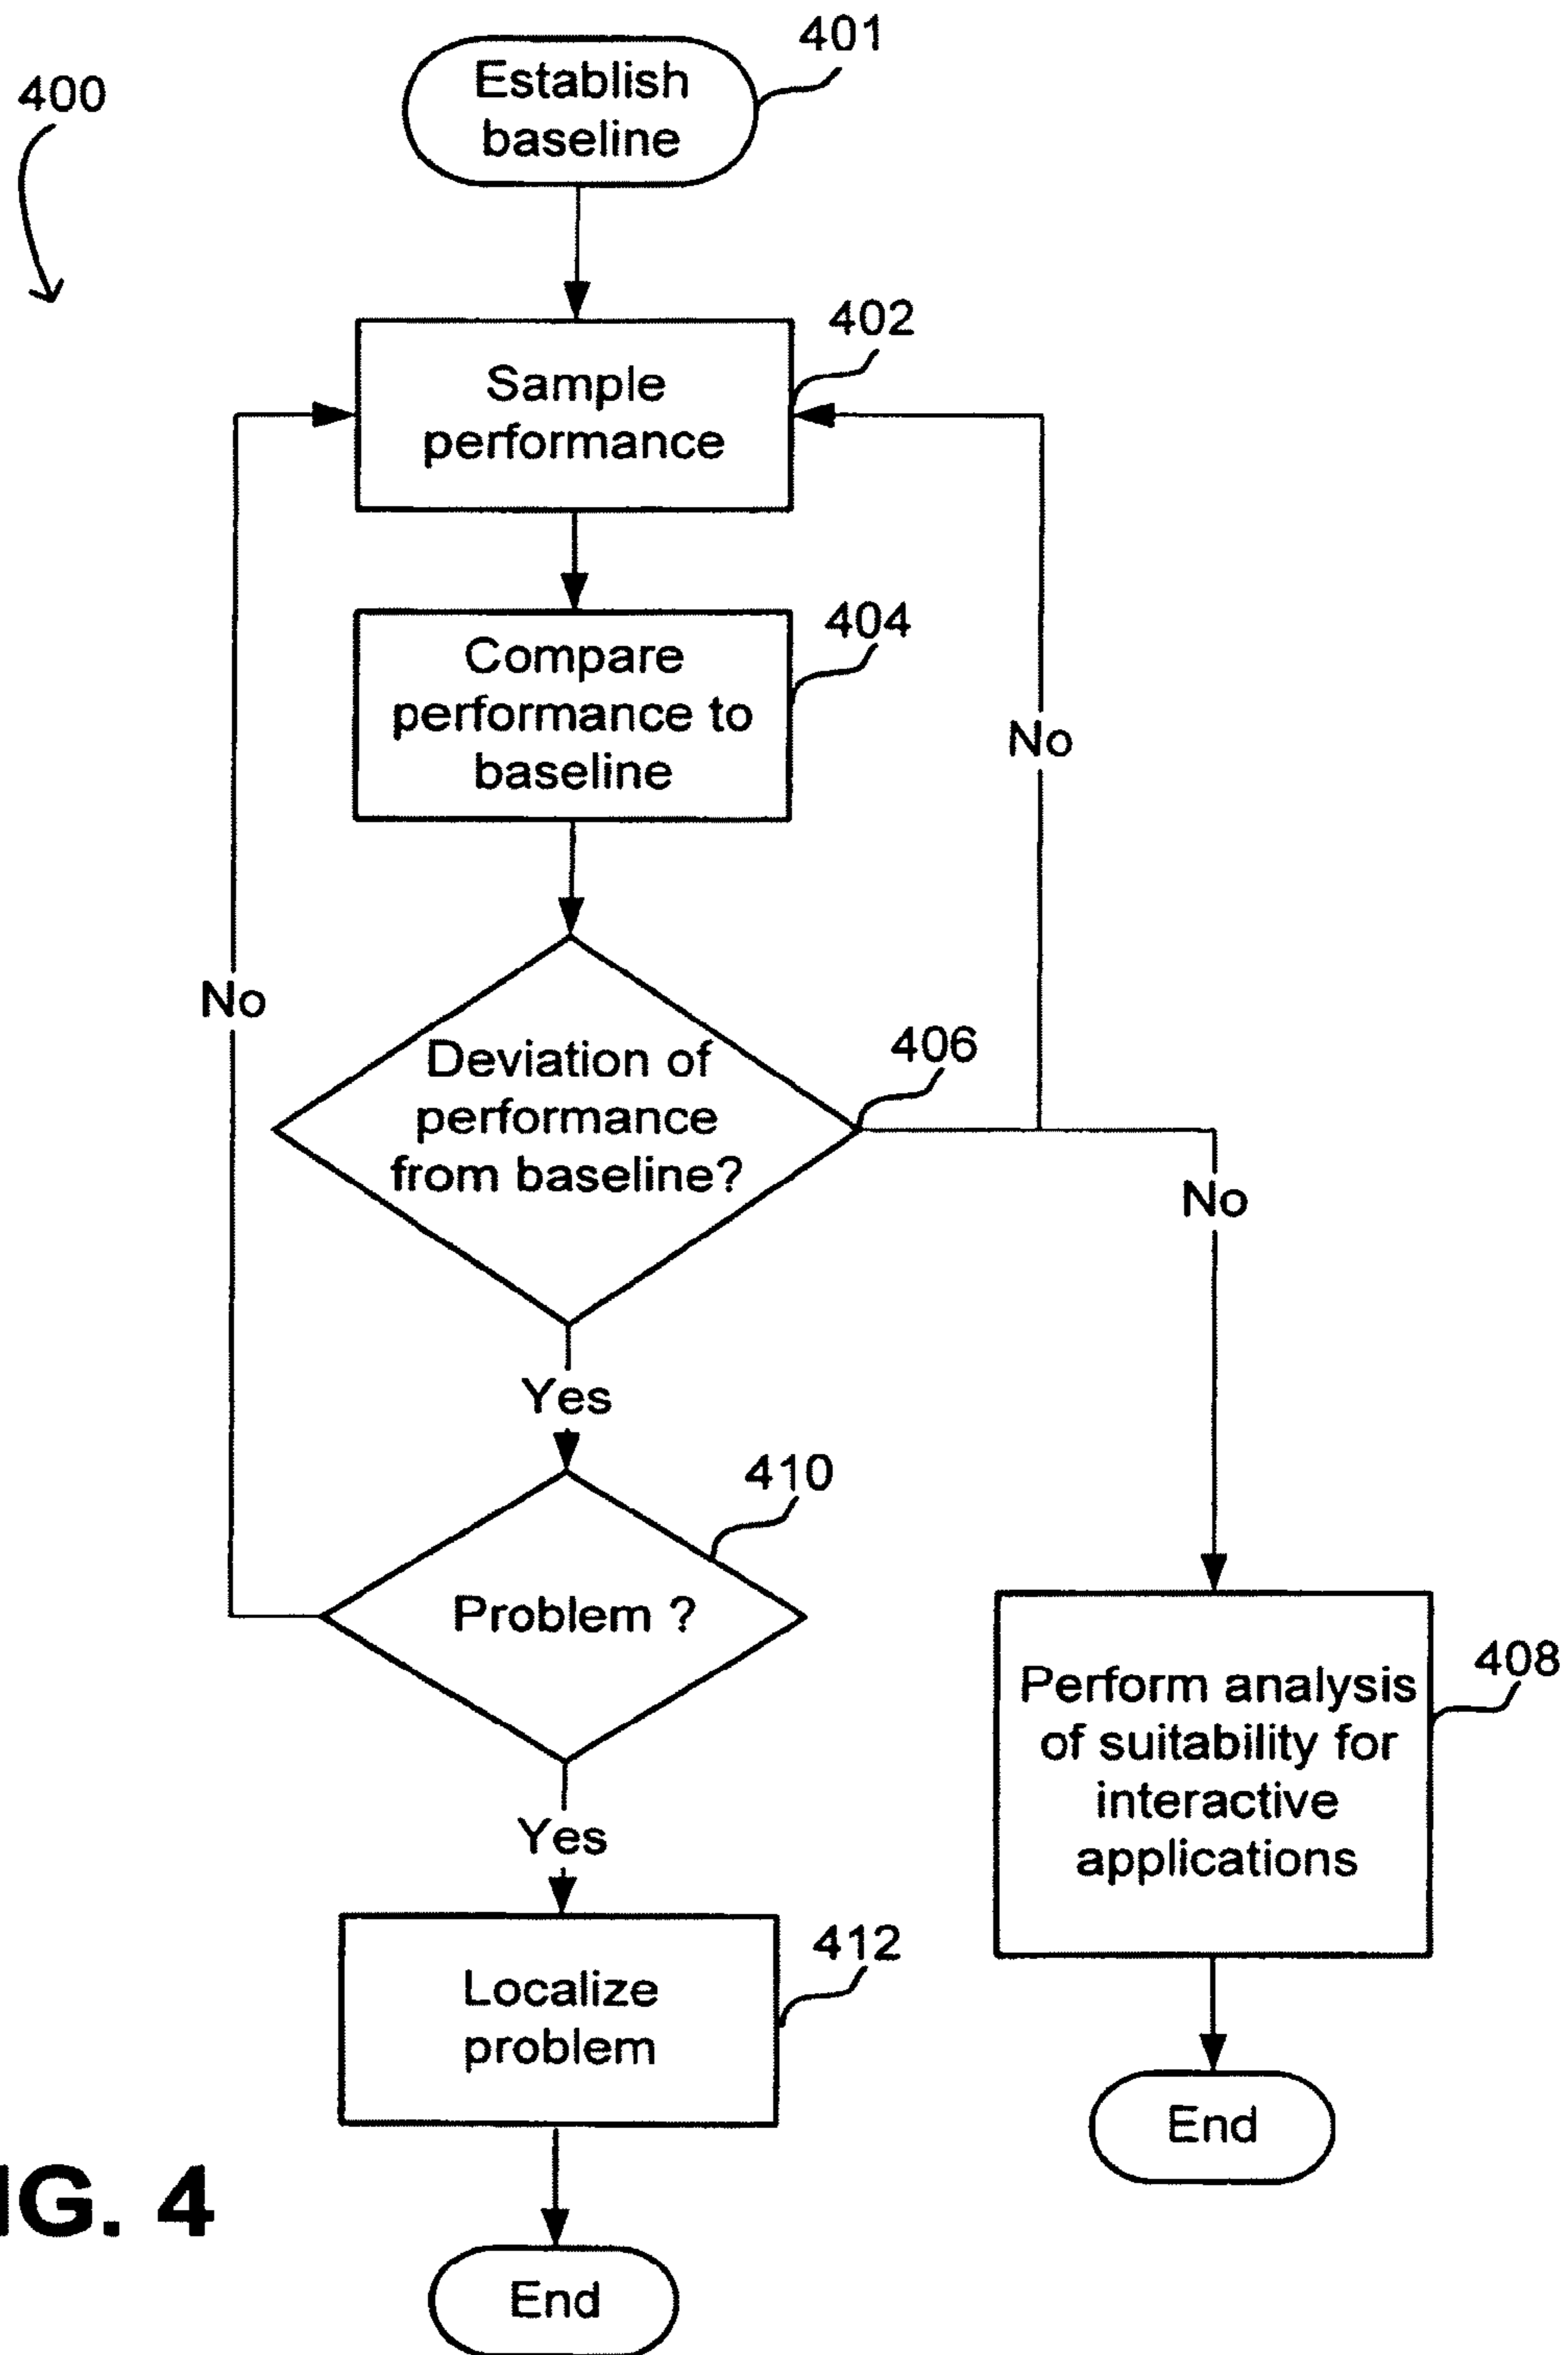 401
Establish
baseline
400
402
Sample
performance
404
Compare
performance to
baseline
No
No
406
Deviation of
performance
from baseline?
No
Yes
410
Problem ?
408
Perform analysis
of suitability for
interactive
applications
Yes
412
Localize
problem
End
IG. 4
End